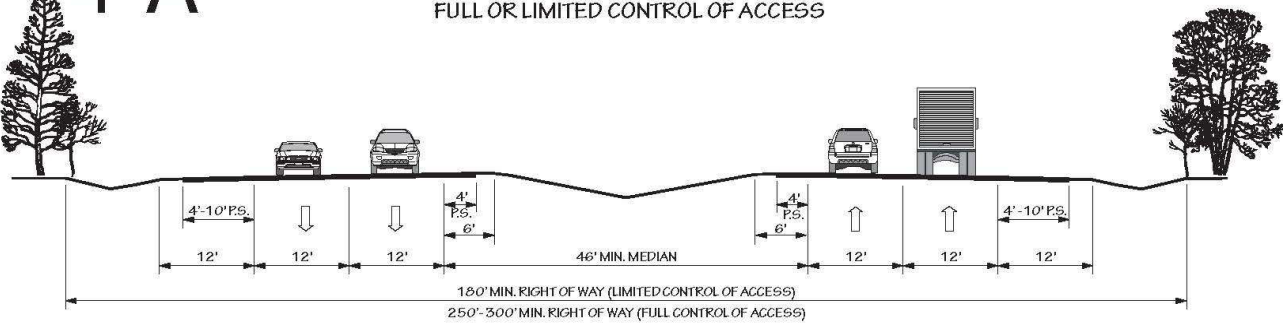 FULL OR LIMITED CONTROL OF ACCESS
4'-10' P.S.
4'
P.S.
6'
4'
P.S.
6'
4'-10' P.S.
12' 12' 12' 46' MIN. MEDIAN 12' 12' 12'
180' MIN. RIGHT OF WAY (LIMITED CONTROL OF ACCESS)
250'-300' MIN. RIGHT OF WAY (FULL CONTROL OF ACCESS)